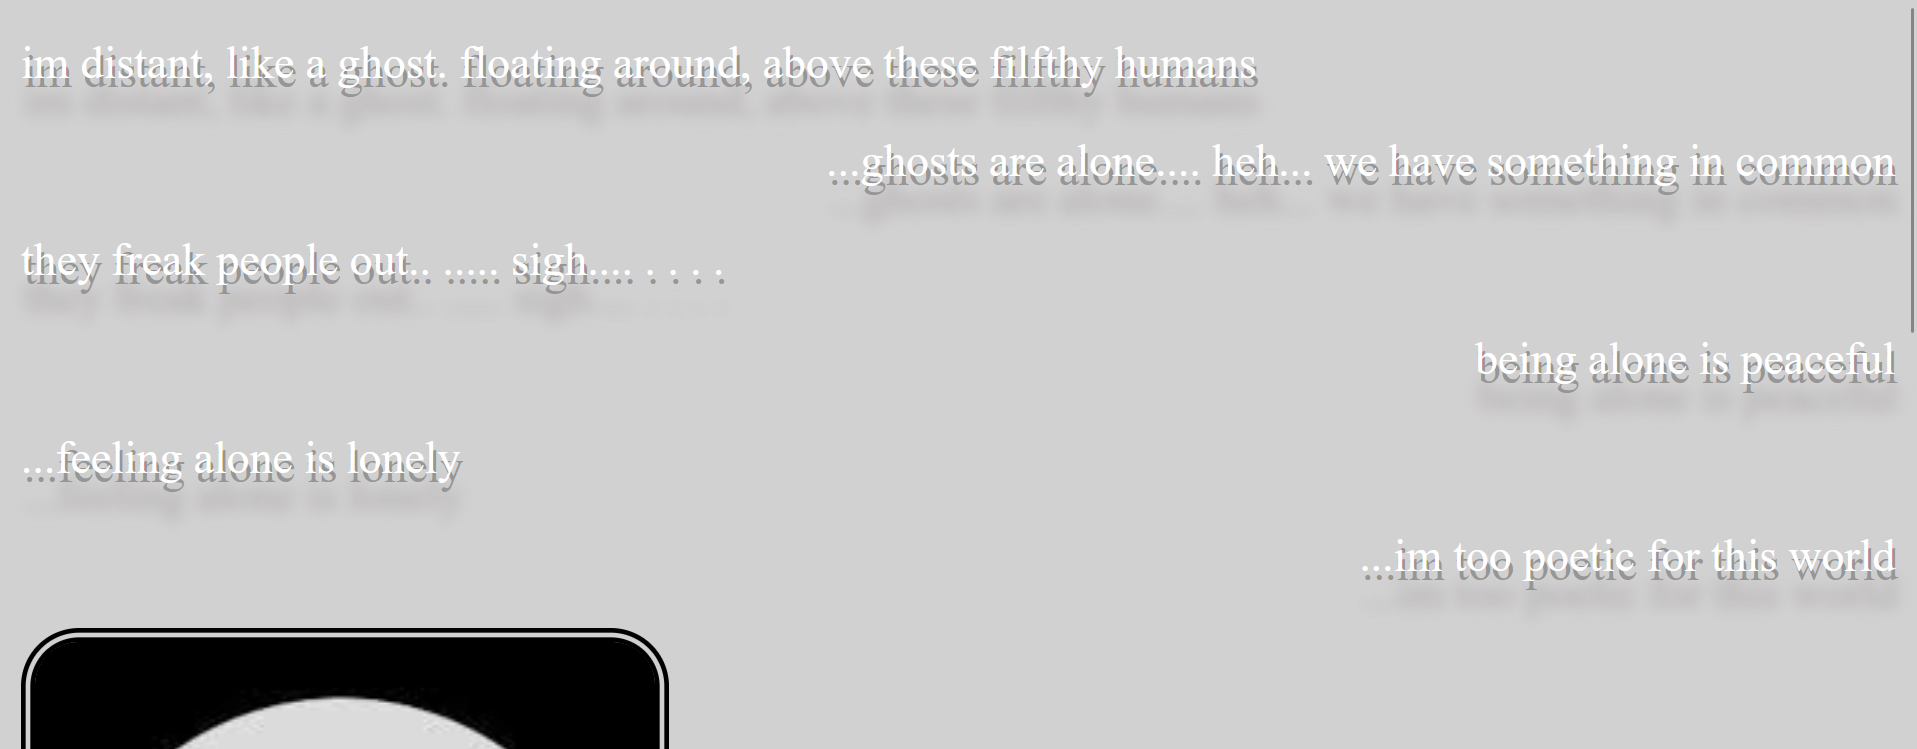 im distant, like a ghost. floating around, above these filfthy humans
...ghosts are alone.... heh... we have something in common
they freak people out.. ..... sigh.... . . . .
being alone is peaceful
...feeling alone is lonely
...im too poetic for this world